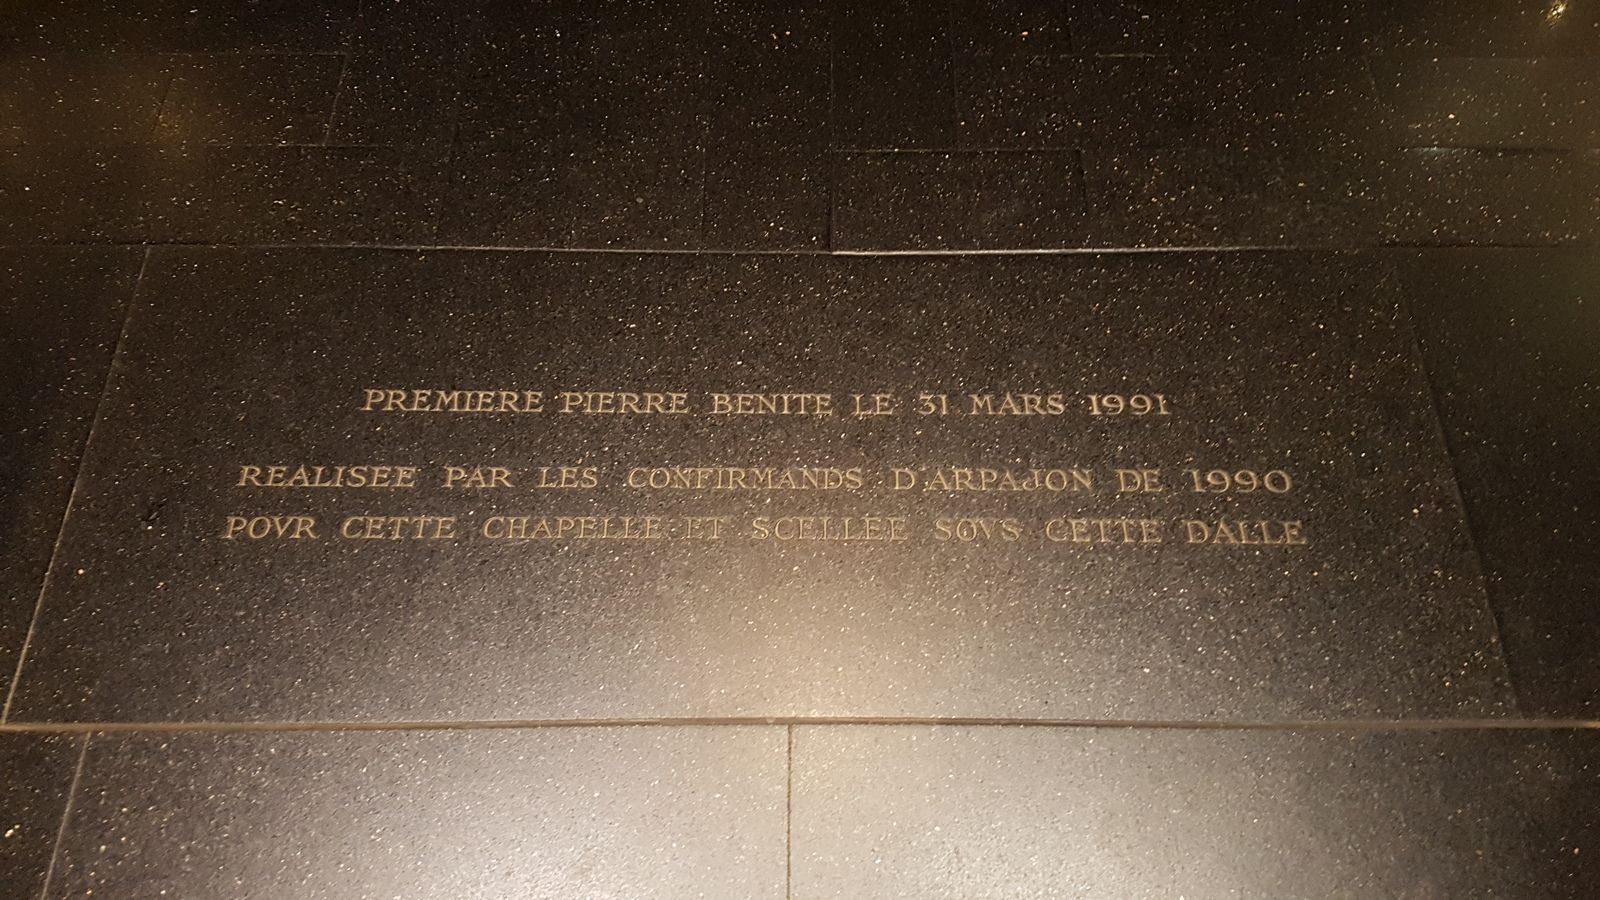 PREMIERE PIERRE BENITE LE 31 MARS 1991
REALISEE PAR LES CONFIRMANDS D'ARPAJON DE 1990
POVR CETTE CHAPELLE ET SCELLEE SOVS CETTE DALLE